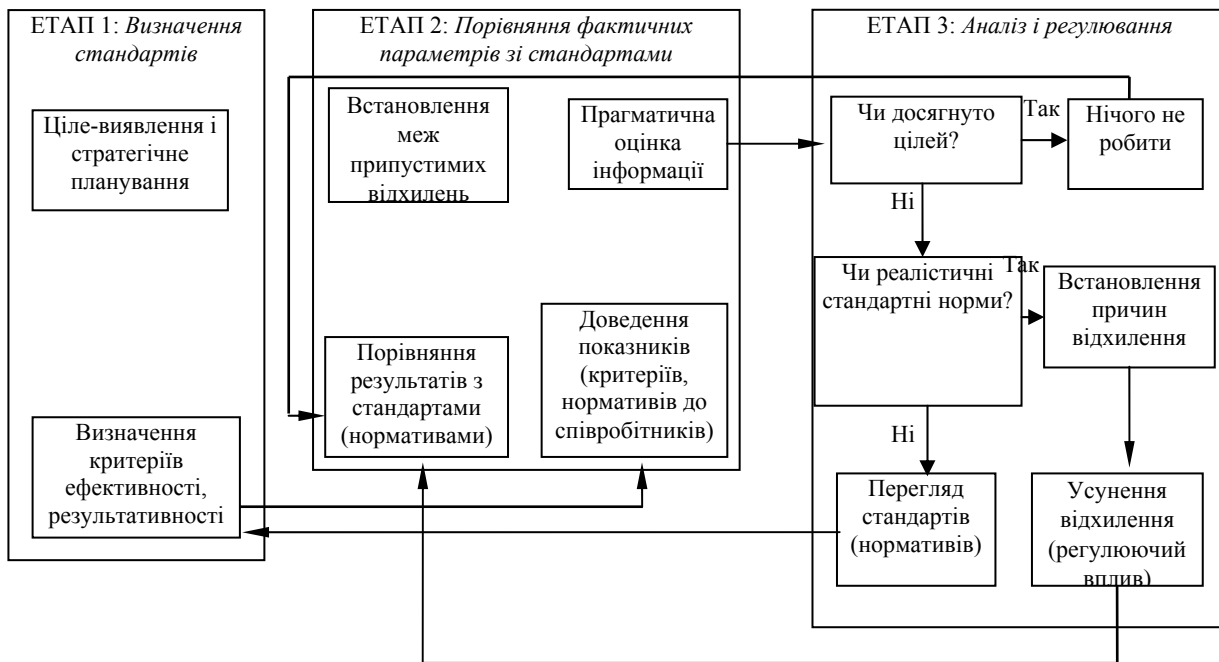 ЕТАП 1: Визначення
стандартів
Ціле-виявлення і
стратегічне
планування
Визначення
критеріїв
ефективності,
результативності
ЕТАП 2: Порівняння фактичних
параметрів зі стандартами
Встановлення
меж
припустимих
відхилень
Прагматична
оцінка
інформації
Порівняння
результатів з
стандартами
(нормативами)
Доведення
показників
(критеріїв,
нормативів до
співробітників)
ЕТАП 3: Аналіз і регулювання
Чи досягнуто
цілей?
Так
Нічого не
робити
Ні
Чи реалістичні
стандартні норми?
Так
Встановлення
причин
відхилення
Ні
Перегляд
стандартів
(нормативів)
Усунення
відхилення
(регулюючий
вплив)